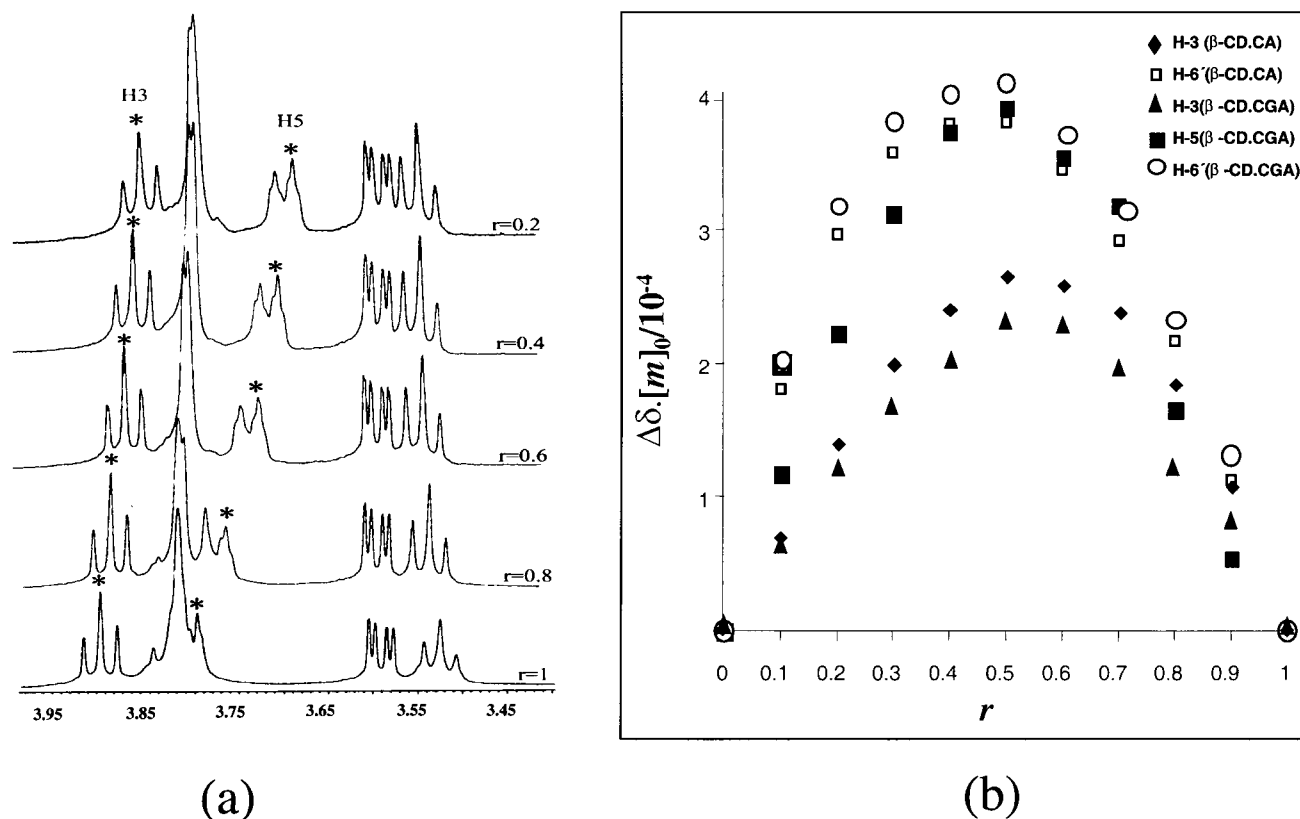 H3
*
H5
*
r=0.2
*
*
r=0.4
*
*
r=0.6
*
*
r=0.8
*
*
r=1
3.95 3.85 3.75 3.65 3.55 3.45
(a)
H-3 (β-CD.CA)
H-6´(β-CD.CA)
H-3(β -CD.CGA)
H-5(β -CD.CGA)
H-6´(β -CD.CGA)
4
3
2
1
Δδ.[m]₀/10⁻⁴
0 0.1 0.2 0.3 0.4 0.5 0.6 0.7 0.8 0.9 1
r
(b)